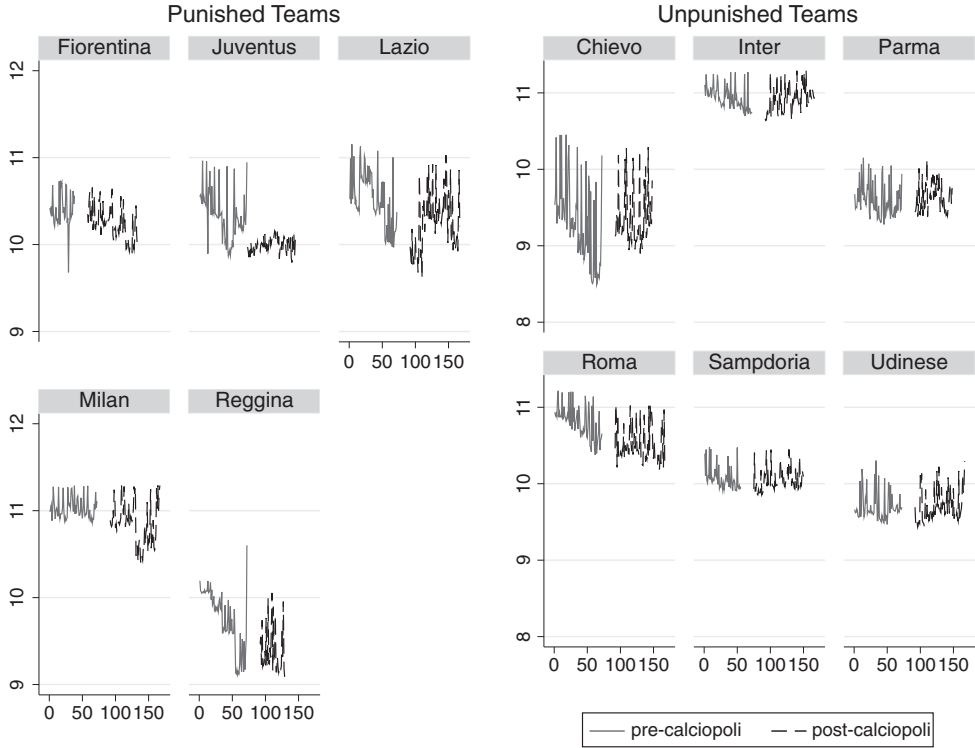 Punished Teams
Unpunished Teams
Fiorentina Juventus Lazio
Chievo Inter Parma
12
11
10
9
11
10
9
8
0 50 100 150
Milan Reggina
Roma Sampdoria Udinese
12
11
10
9
11
10
9
8
0 50 100 150 0 50 100 150
0 50 100 150 0 50 100 150 0 50 100 150
pre-calciopoli post-calciopoli